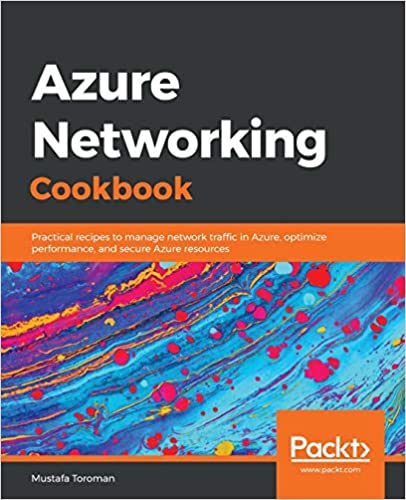 Azure
Networking
Cookbook
Practical recipes to manage network traffic in Azure, optimize
performance, and secure Azure resources
Packt>
www.packt.com
Mustafa Toroman